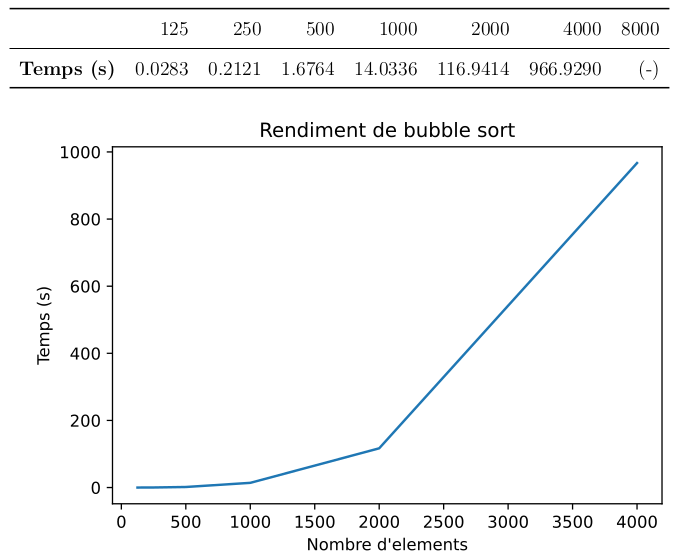 125 250 500 1000 2000 4000 8000
Temps (s) 0.0283 0.2121 1.6764 14.0336 116.9414 966.9290 (-)
Rendiment de bubble sort
1000
800
600
400
200
0
Temps (s)
0 500 1000 1500 2000 2500 3000 3500 4000
Nombre d'elements